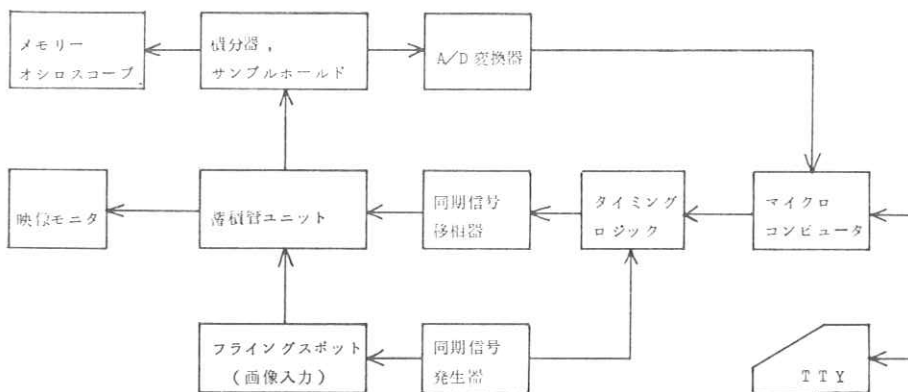 メモリー
オシロスコープ
積分器，
サンプルホールド
A/D変換器
映像モニタ
蓄積管ユニット
同期信号
移相器
タイミング
ロジック
マイクロ
コンピュータ
フライングスポット
（画像入力）
同期信号
発生器
TTY